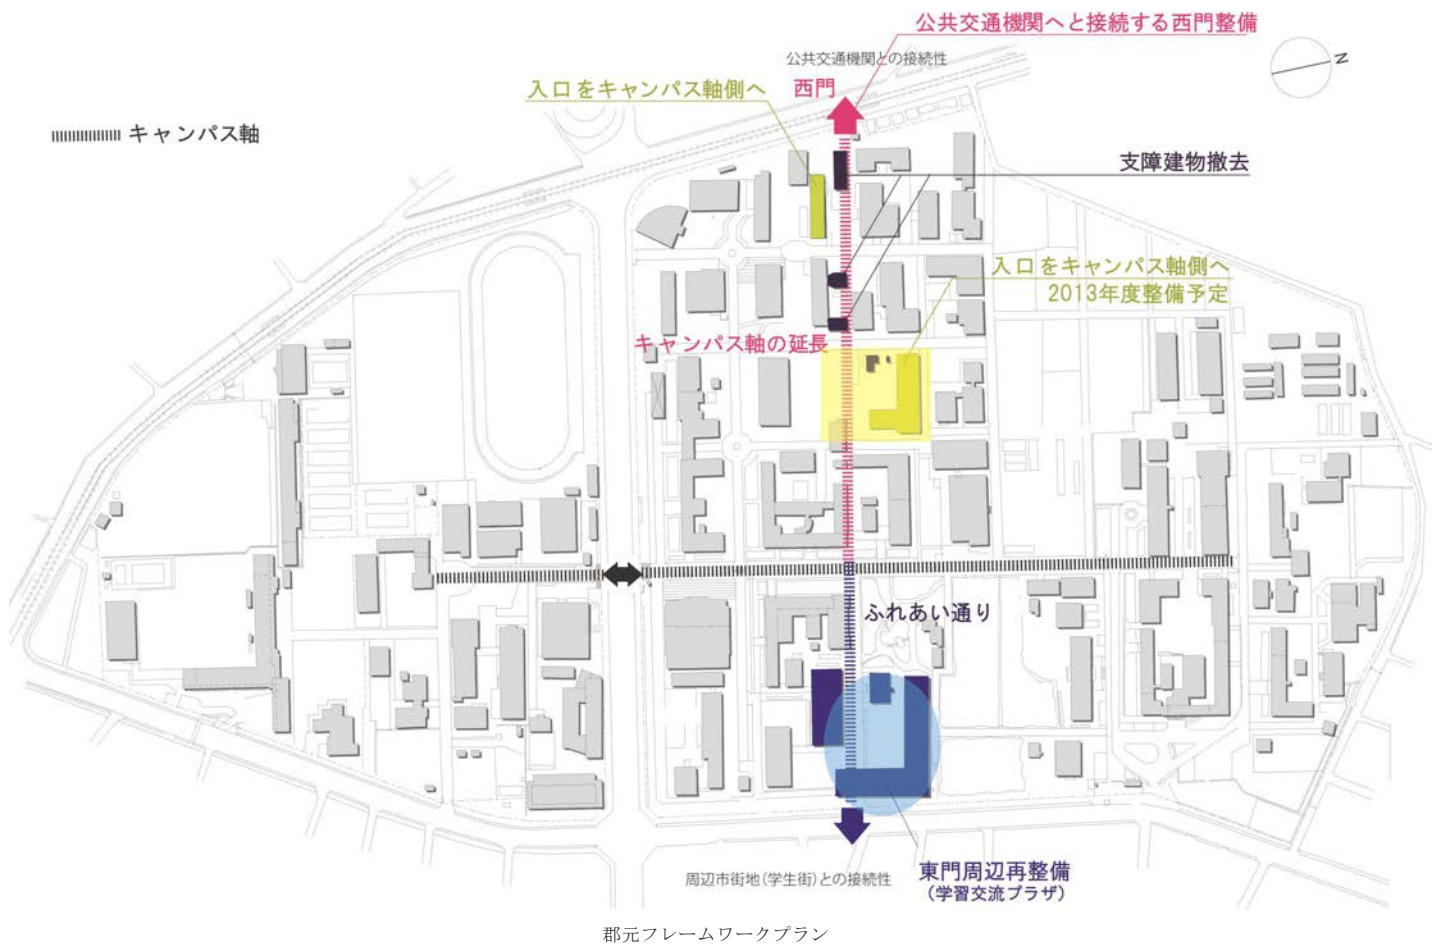 公共交通機関へと接続する西門整備
公共交通機関との接続性
N
入口をキャンパス軸側へ
西門
キャンパス軸
支障建物撤去
入口をキャンパス軸側へ
2013年度整備予定
キャンパス軸の延長
ふれあい通り
東門周辺再整備
(学習交流プラザ)
周辺市街地(学生街)との接続性
郡元フレームワークプラン